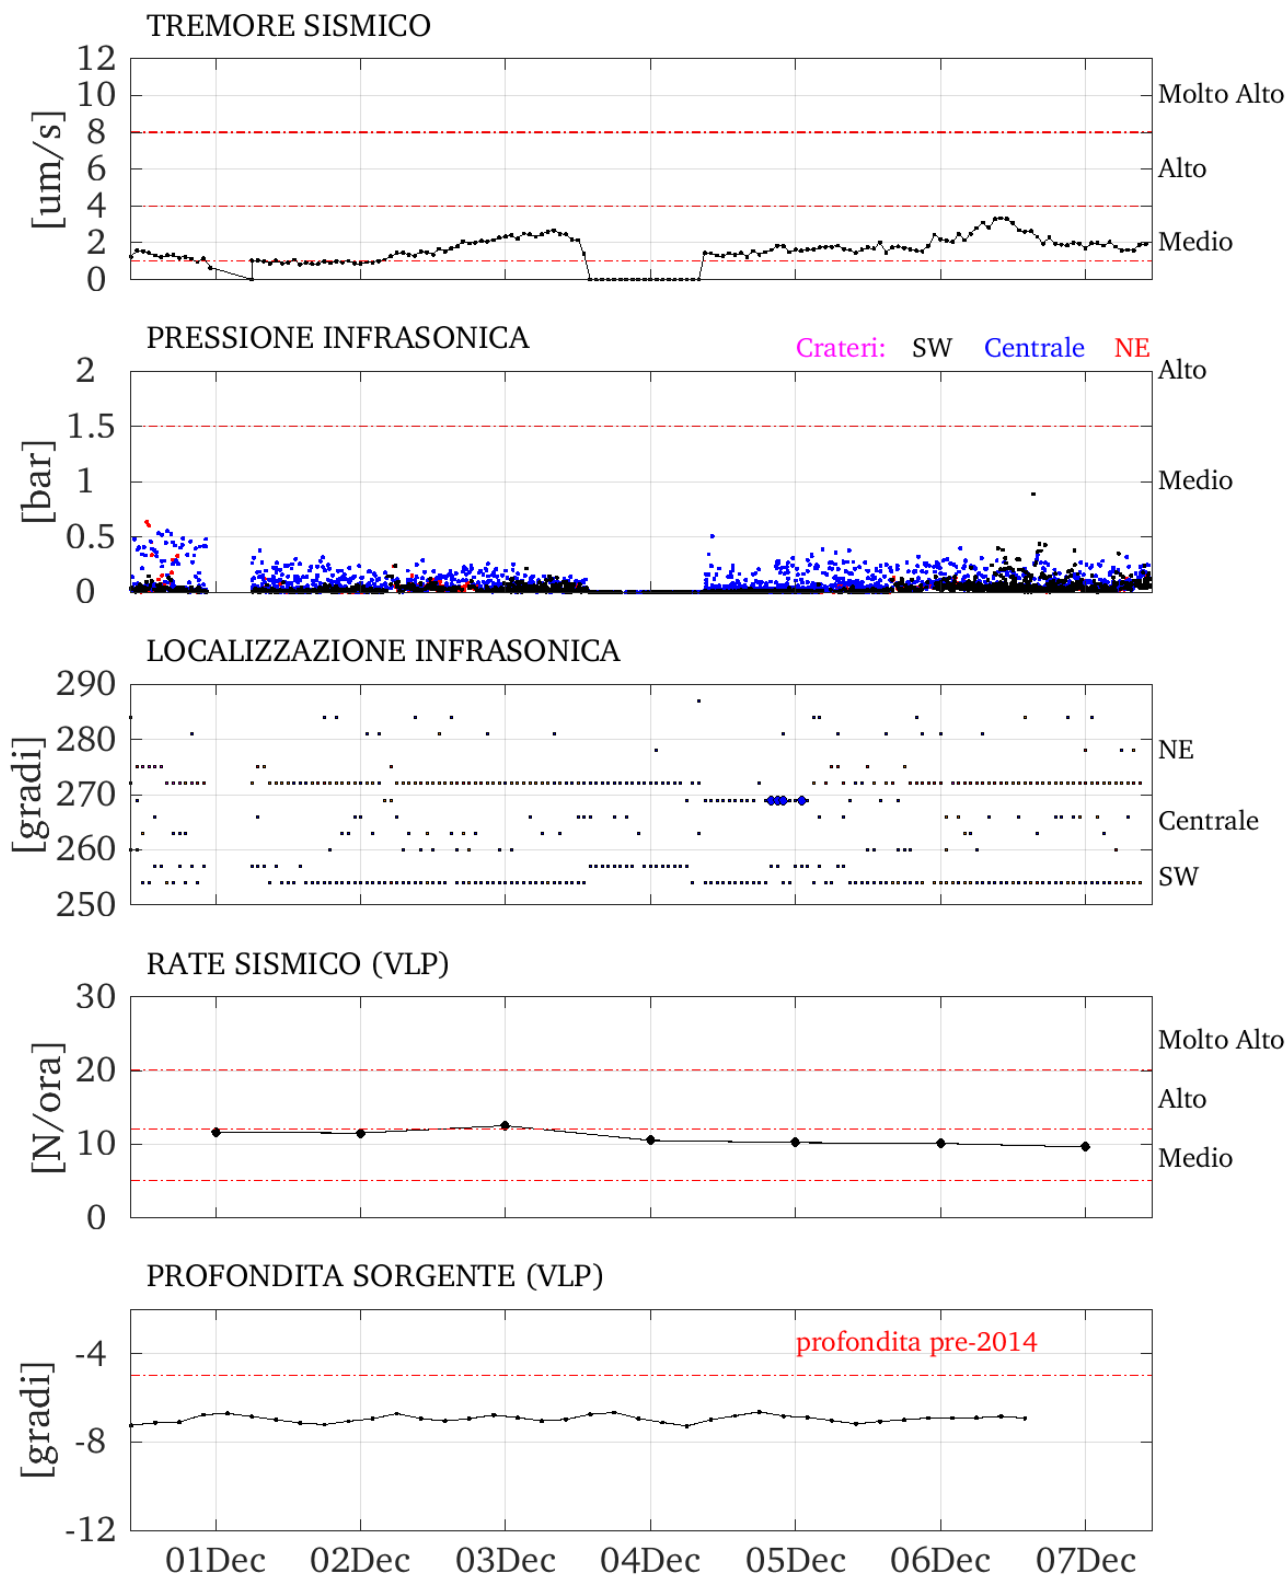 TREMORE SISMICO
12
10
8
6
4
2
0
[um/s]
Molto Alto
Alto
Medio
PRESSIONE INFRASONICA
Crateri: SW Centrale NE
2
1.5
1
0.5
0
[bar]
Alto
Medio
LOCALIZZAZIONE INFRASONICA
290
280
270
260
250
[gradi]
NE
Centrale
SW
RATE SISMICO (VLP)
30
20
10
0
[N/ora]
Molto Alto
Alto
Medio
PROFONDITA SORGENTE (VLP)
profondita pre-2014
-4
-8
-12
[gradi]
01Dec 02Dec 03Dec 04Dec 05Dec 06Dec 07Dec